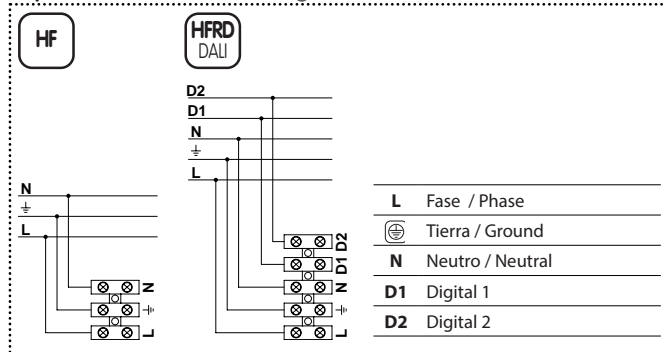 HF
HFRD
DALI
D2
D1
N
⏚
L
N
⏚
L
D2
D1
N
⏚
L
N
⏚
L
L Fase / Phase
⏚ Tierra / Ground
N Neutro / Neutral
D1 Digital 1
D2 Digital 2